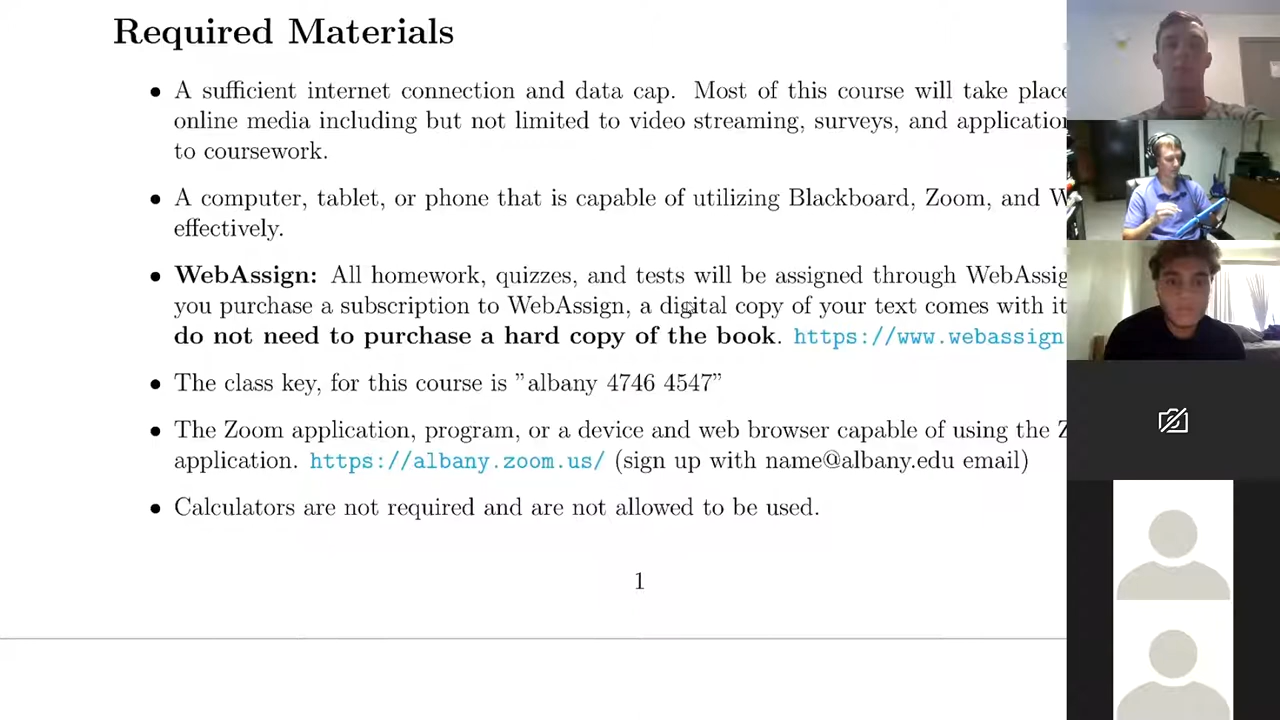 Required Materials
• A sufficient internet connection and data cap. Most of this course will take place
online media including but not limited to video streaming, surveys, and application
to coursework.
• A computer, tablet, or phone that is capable of utilizing Blackboard, Zoom, and W
effectively.
• WebAssign: All homework, quizzes, and tests will be assigned through WebAssig
you purchase a subscription to WebAssign, a digital copy of your text comes with it
do not need to purchase a hard copy of the book. https://www.webassign
• The class key, for this course is ”albany 4746 4547”
• The Zoom application, program, or a device and web browser capable of using the Z
application. https://albany.zoom.us/ (sign up with name@albany.edu email)
• Calculators are not required and are not allowed to be used.
1